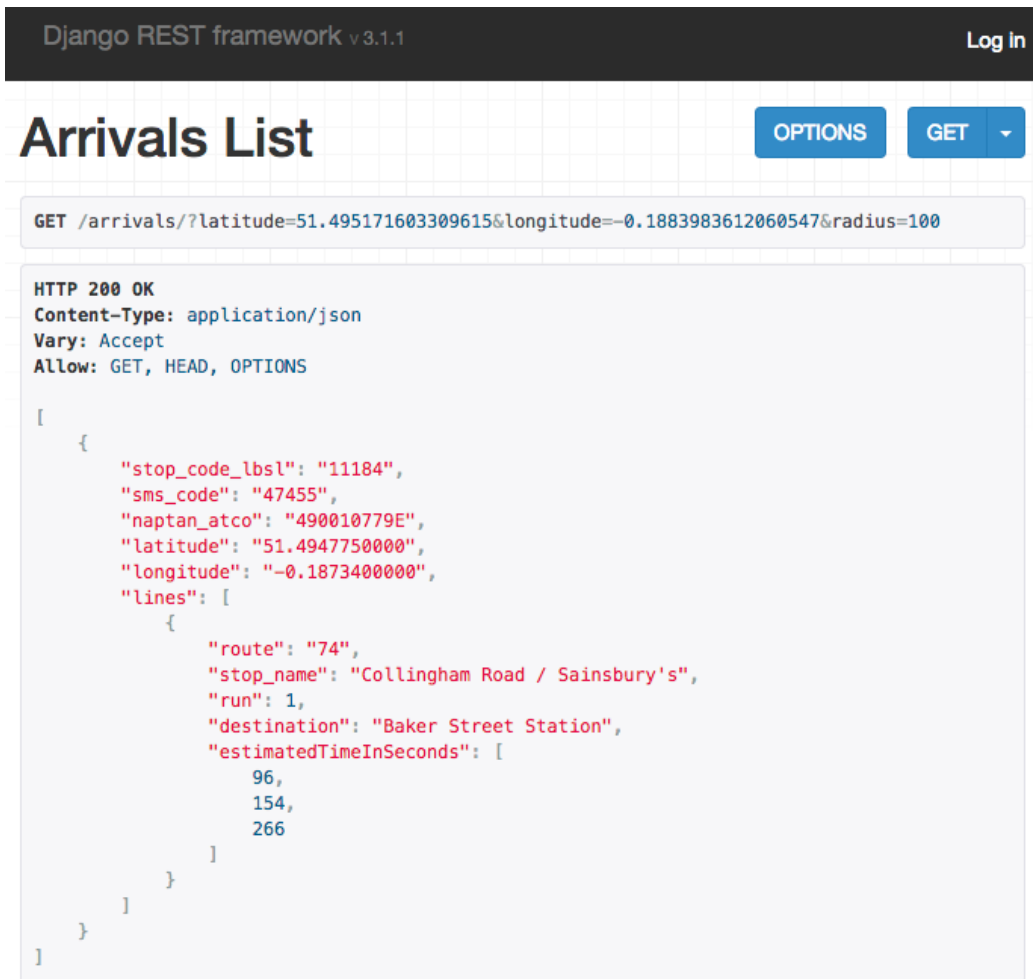 Django REST framework v 3.1.1
Log in
Arrivals List
OPTIONS
GET
GET /arrivals/?latitude=51.495171603309615&longitude=-0.1883983612060547&radius=100
HTTP 200 OK
Content-Type: application/json
Vary: Accept
Allow: GET, HEAD, OPTIONS
[
    {
        "stop_code_lbsl": "11184",
        "sms_code": "47455",
        "naptan_atco": "490010779E",
        "latitude": "51.4947750000",
        "longitude": "-0.1873400000",
        "lines": [
            {
                "route": "74",
                "stop_name": "Collingham Road / Sainsbury's",
                "run": 1,
                "destination": "Baker Street Station",
                "estimatedTimeInSeconds": [
                    96,
                    154,
                    266
                ]
            }
        ]
    }
]